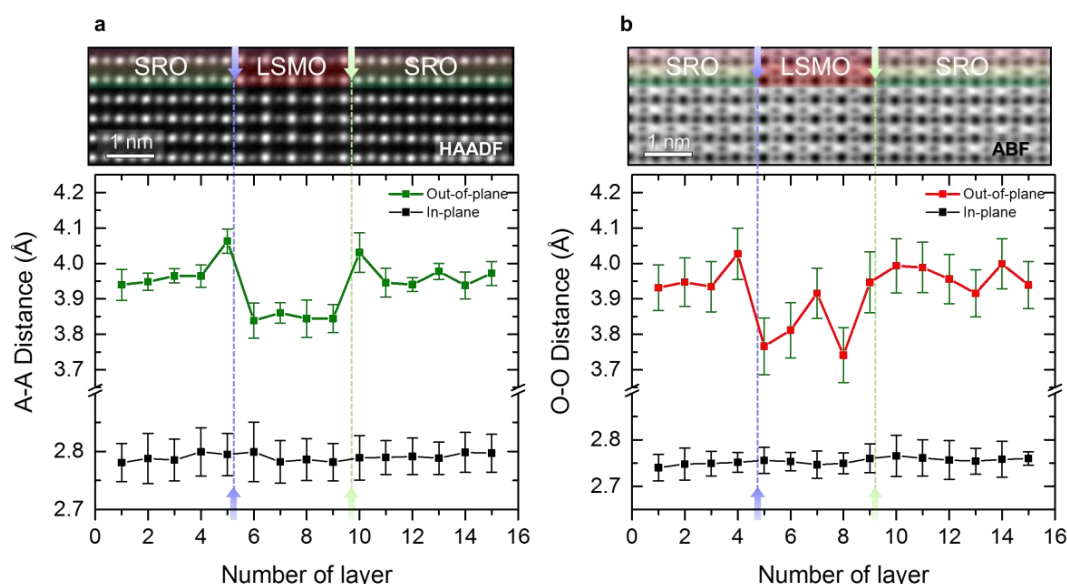 a
SRO LSMO SRO
1 nm HAADF
4.2
4.1
4.0
3.9
3.8
3.7
2.8
2.7
A-A Distance (Å)
Out-of-plane
In-plane
0 2 4 6 8 10 12 14 16
Number of layer
b
SRO LSMO SRO
1 nm ABF
4.2
4.1
4.0
3.9
3.8
3.7
2.8
2.7
O-O Distance (Å)
Out-of-plane
In-plane
0 2 4 6 8 10 12 14 16
Number of layer